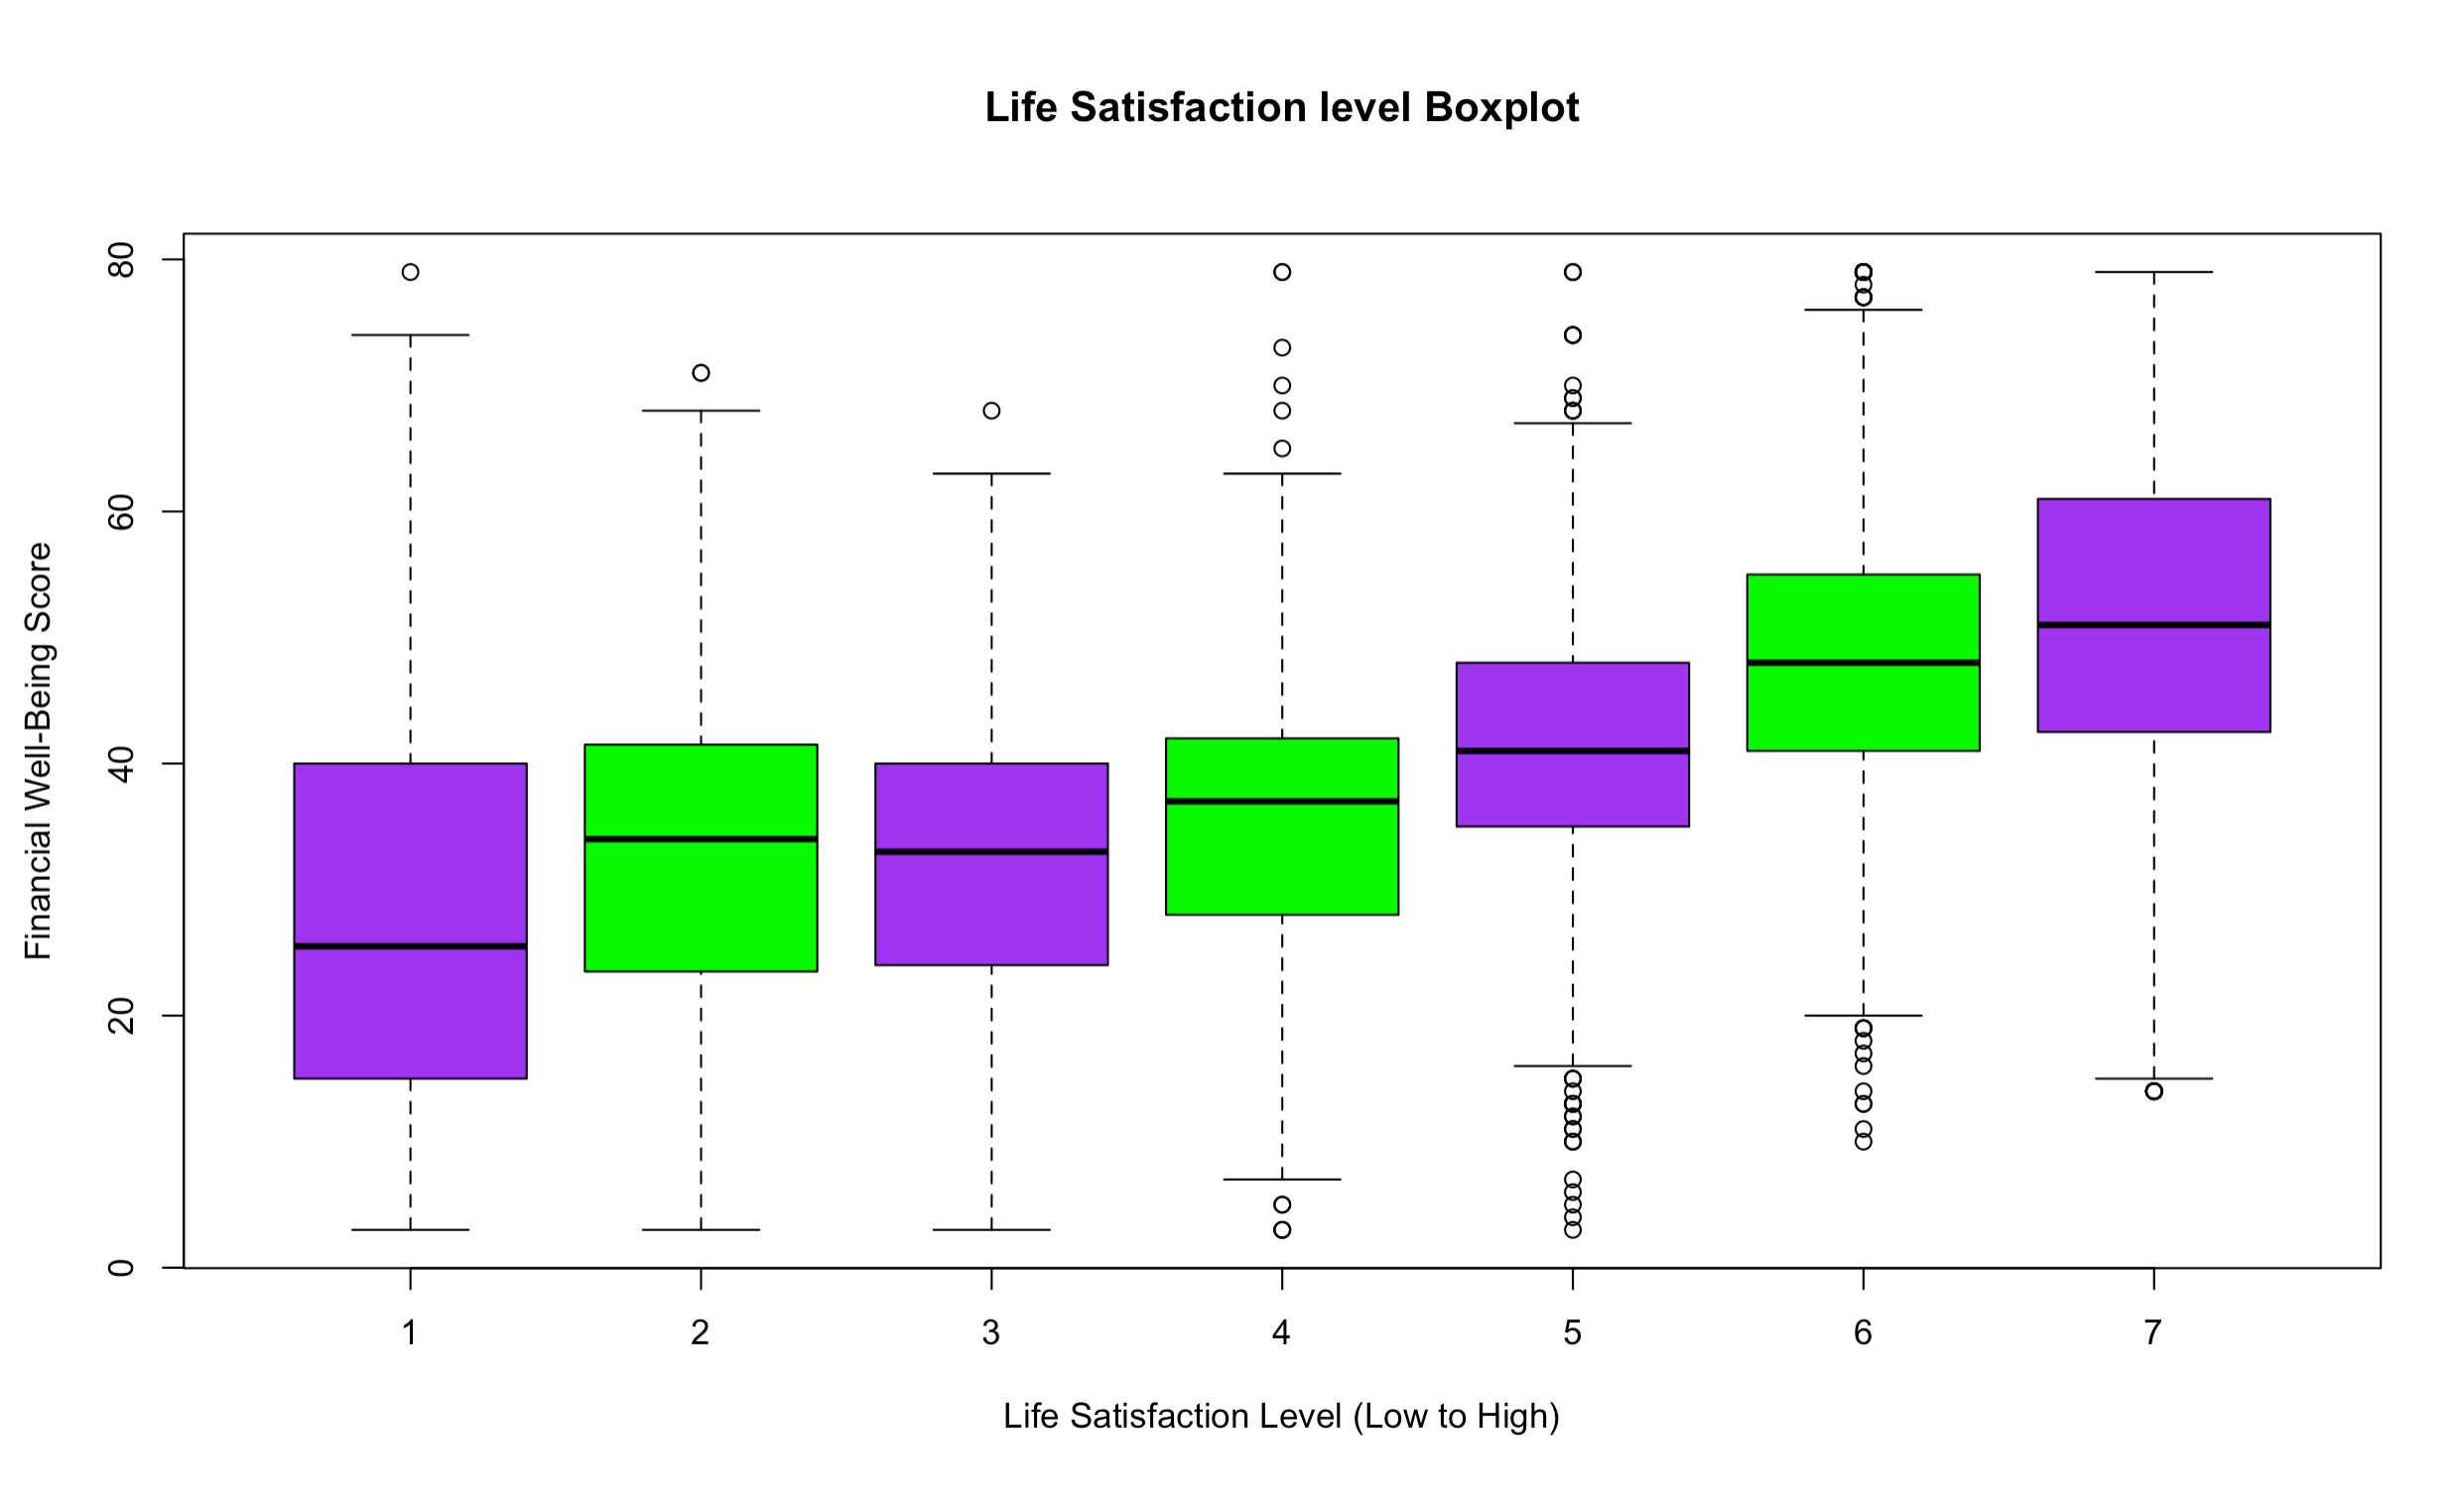 Life Satisfaction level Boxplot
Financial Well-Being Score
80
60
40
20
0
1 2 3 4 5 6 7
Life Satisfaction Level (Low to High)